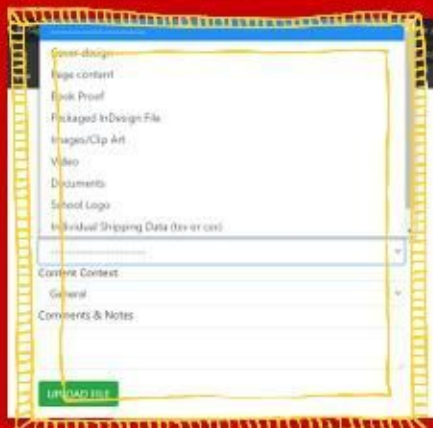 Cover design
Page content
Book Proof
Packaged InDesign File
Images/Clip Art
Video
Documents
School Logo
Individual Shipping Data (tsv or csv)
Content Context
General
Comments & Notes
UPLOAD FILE